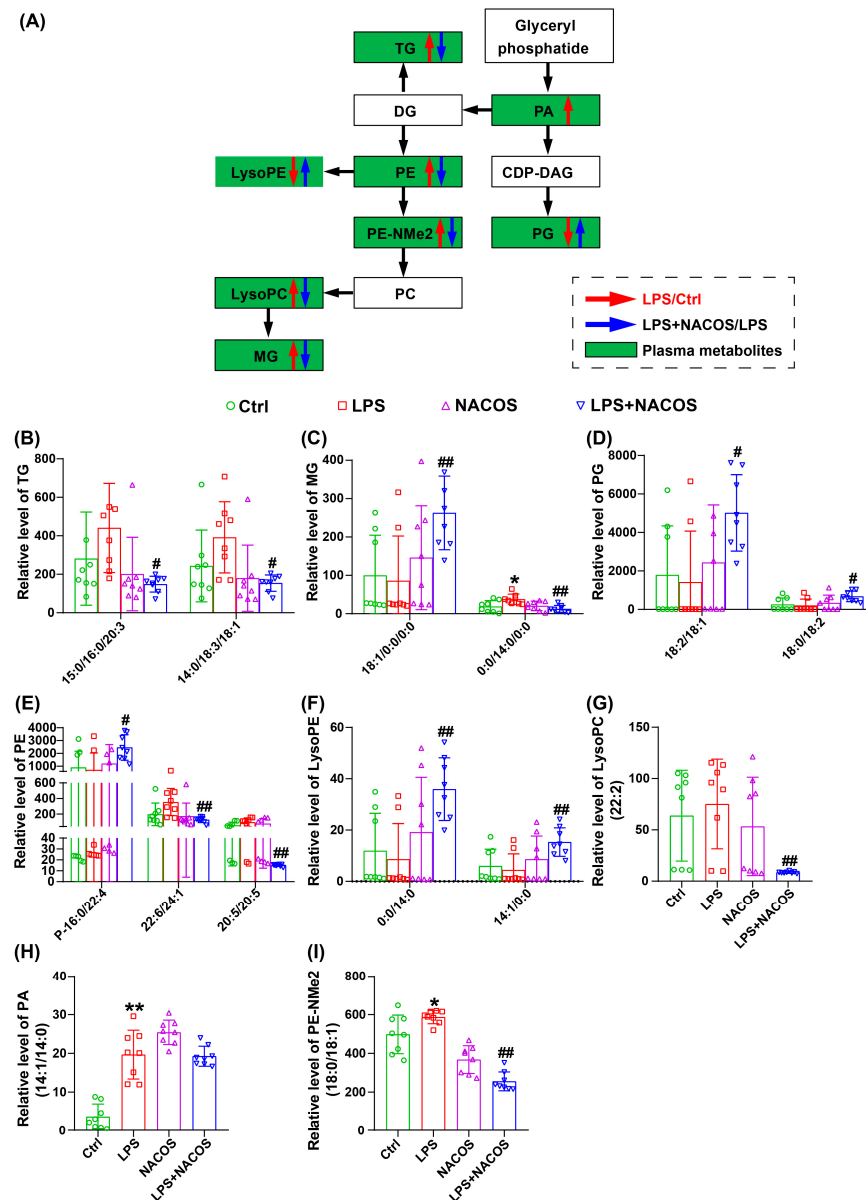 (A)
Glyceryl
phosphatide
TG
DG
PA
LysoPE
PE
CDP-DAG
PE-NMe2
PG
LysoPC
PC
MG
LPS/Ctrl
LPS+NACOS/LPS
Plasma metabolites
Ctrl
LPS
NACOS
LPS+NACOS
(B)
Relative level of TG
800
600
400
200
0
#
#
15:0/16:0/20:3
14:0/18:3/18:1
(C)
Relative level of MG
400
300
200
100
0
##
*
##
18:1/0:0/0:0
0:0/14:0/0:0
(D)
Relative level of PG
8000
6000
4000
2000
0
#
#
18:2/18:1
18:0/18:2
(E)
Relative level of PE
4000
3000
2000
1000
600
400
200
40
30
20
10
0
#
##
##
P-16:0/22:4
22:6/24:1
20:5/20:5
(F)
Relative level of LysoPE
60
40
20
0
##
##
0:0/14:0
14:1/0:0
(G)
Relative level of LysoPC
(22:2)
150
100
50
0
##
Ctrl
LPS
NACOS
LPS+NACOS
(H)
Relative level of PA
(14:1/14:0)
40
30
20
10
0
**
Ctrl
LPS
NACOS
LPS+NACOS
(I)
Relative level of PE-NMe2
(18:0/18:1)
800
600
400
200
0
*
##
Ctrl
LPS
NACOS
LPS+NACOS